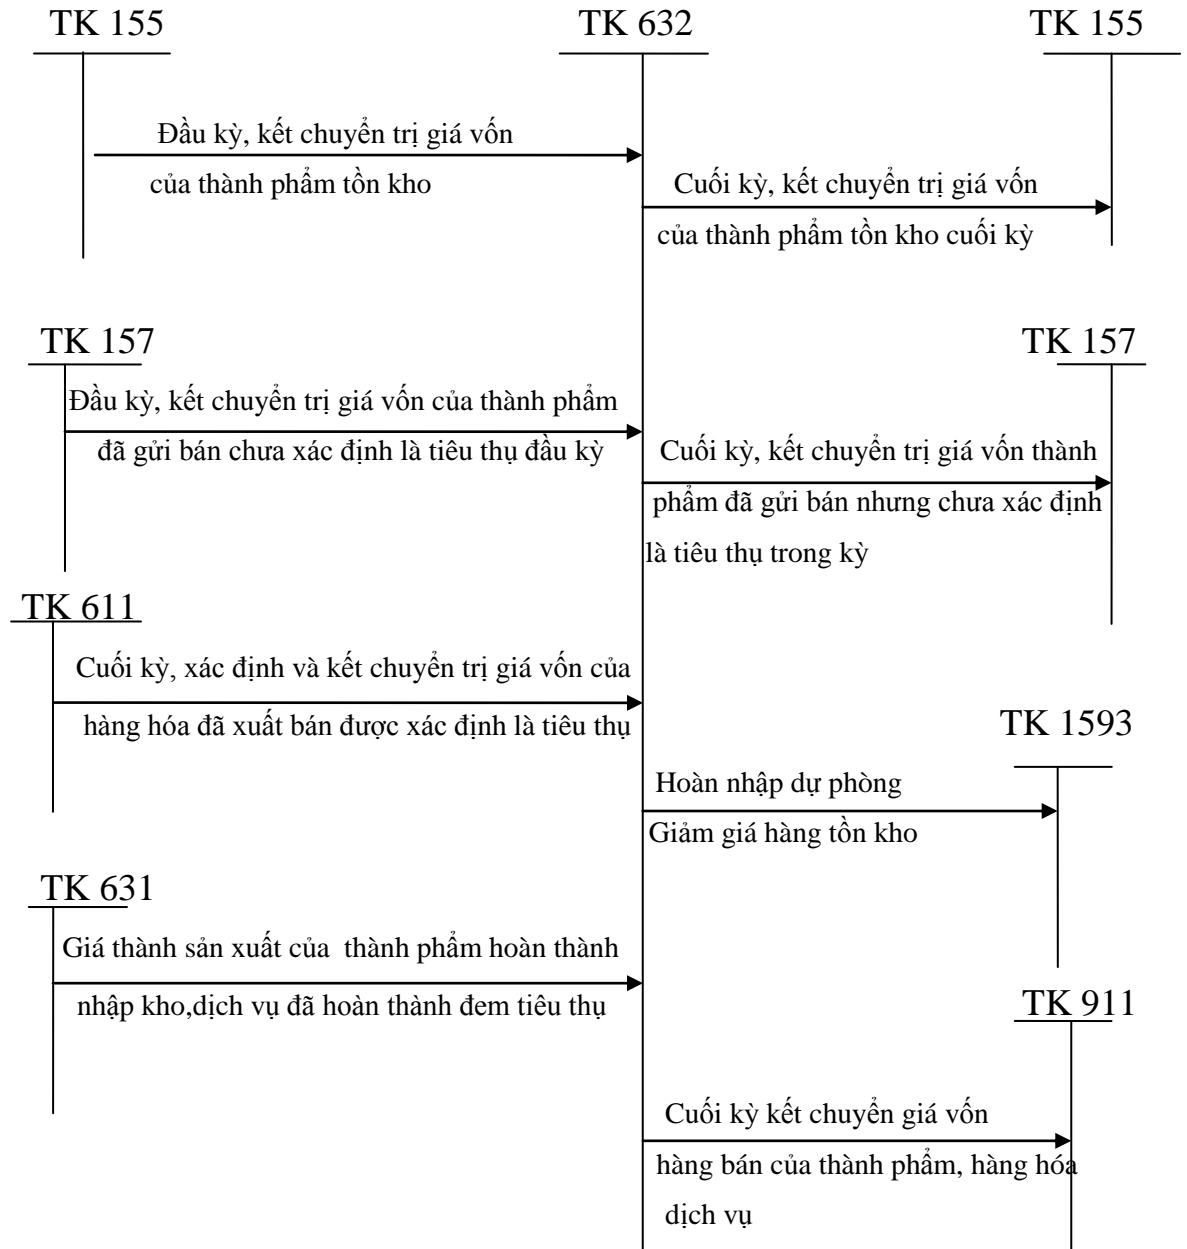 TK 155
TK 632
TK 155
Đầu kỳ, kết chuyển trị giá vốn
của thành phẩm tồn kho
Cuối kỳ, kết chuyển trị giá vốn
của thành phẩm tồn kho cuối kỳ
TK 157
TK 157
Đầu kỳ, kết chuyển trị giá vốn của thành phẩm
đã gửi bán chưa xác định là tiêu thụ đầu kỳ
Cuối kỳ, kết chuyển trị giá vốn thành
phẩm đã gửi bán nhưng chưa xác định
là tiêu thụ trong kỳ
TK 611
Cuối kỳ, xác định và kết chuyển trị giá vốn của
hàng hóa đã xuất bán được xác định là tiêu thụ
TK 1593
Hoàn nhập dự phòng
Giảm giá hàng tồn kho
TK 631
Giá thành sản xuất của thành phẩm hoàn thành
nhập kho,dịch vụ đã hoàn thành đem tiêu thụ
TK 911
Cuối kỳ kết chuyển giá vốn
hàng bán của thành phẩm, hàng hóa
dịch vụ